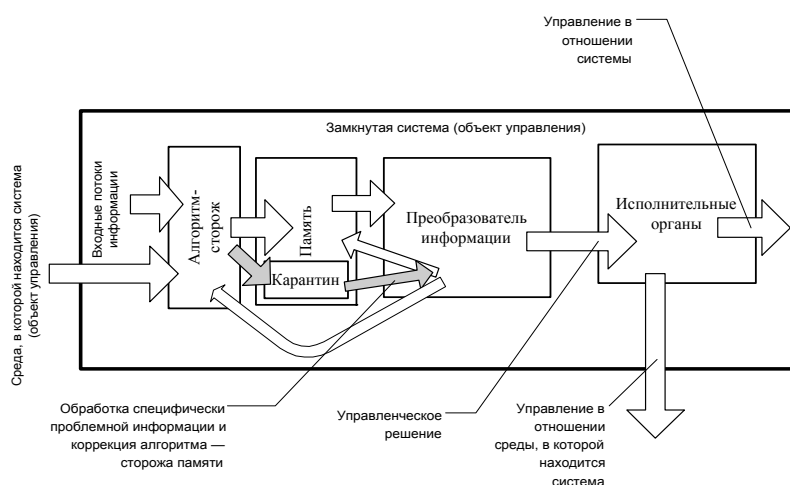 Управление в
отношении
системы
Замкнутая система (объект управления)
Среда, в которой находится система
(объект управления)
Входные потоки
информации
Алгоритм-
сторож
Память
Карантин
Преобразователь
информации
Исполнительные
органы
Обработка специфически
проблемной информации и
коррекция алгоритма —
сторожа памяти
Управленческое
решение
Управление в
отношении
среды, в которой
находится
система